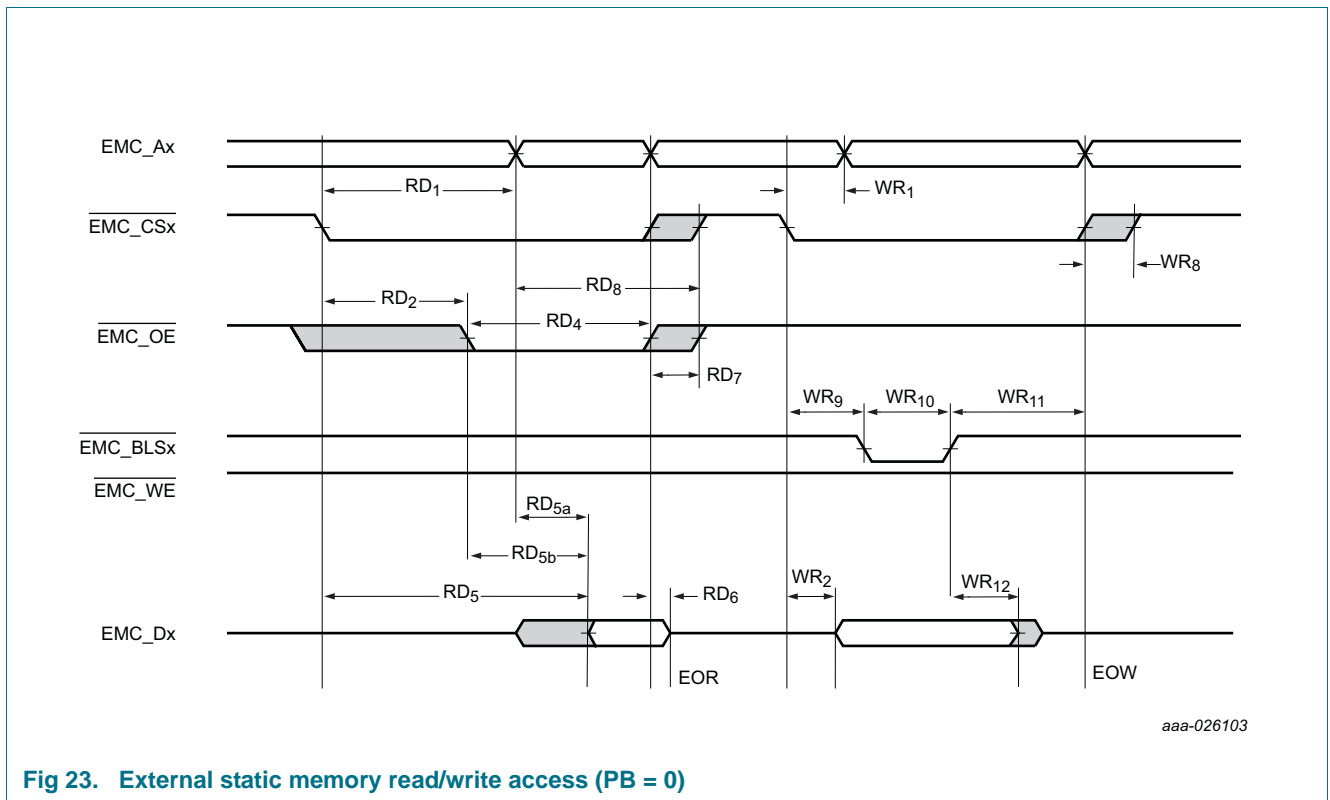 EMC_Ax
RD1
WR1
EMC_CSx
WR8
RD8
RD2
RD4
EMC_OE
RD7
WR9
WR10
WR11
EMC_BLSx
EMC_WE
RD5a
RD5b
WR2
WR12
RD5
RD6
EMC_Dx
EOR
EOW
aaa-026103
Fig 23. External static memory read/write access (PB = 0)